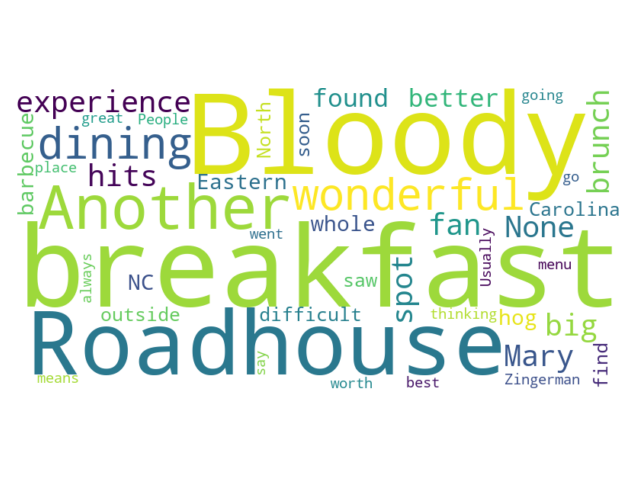 experience
great
People
Bloody
North
soon
found
better
going
brunch
barbecue
dining
place
hits
Eastern
wonderful
go
Another
went
whole
fan
None
Carolina
Usually
breakfast
always
NC
saw
spot
menu
outside
difficult
thinking
hog
big
Roadhouse
say
Mary
find
means
worth
best
Zingerman